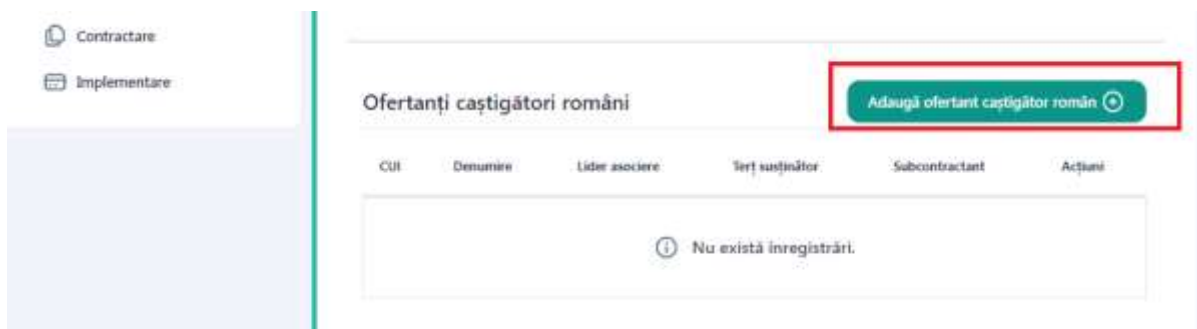 Contractare
Implementare
Ofertanți caștigători români
Adaugă ofertant caștigător român
CUI Denumire Lider asociere Terț susținător Subcontractant Acțiuni
Nu există inregistrări.